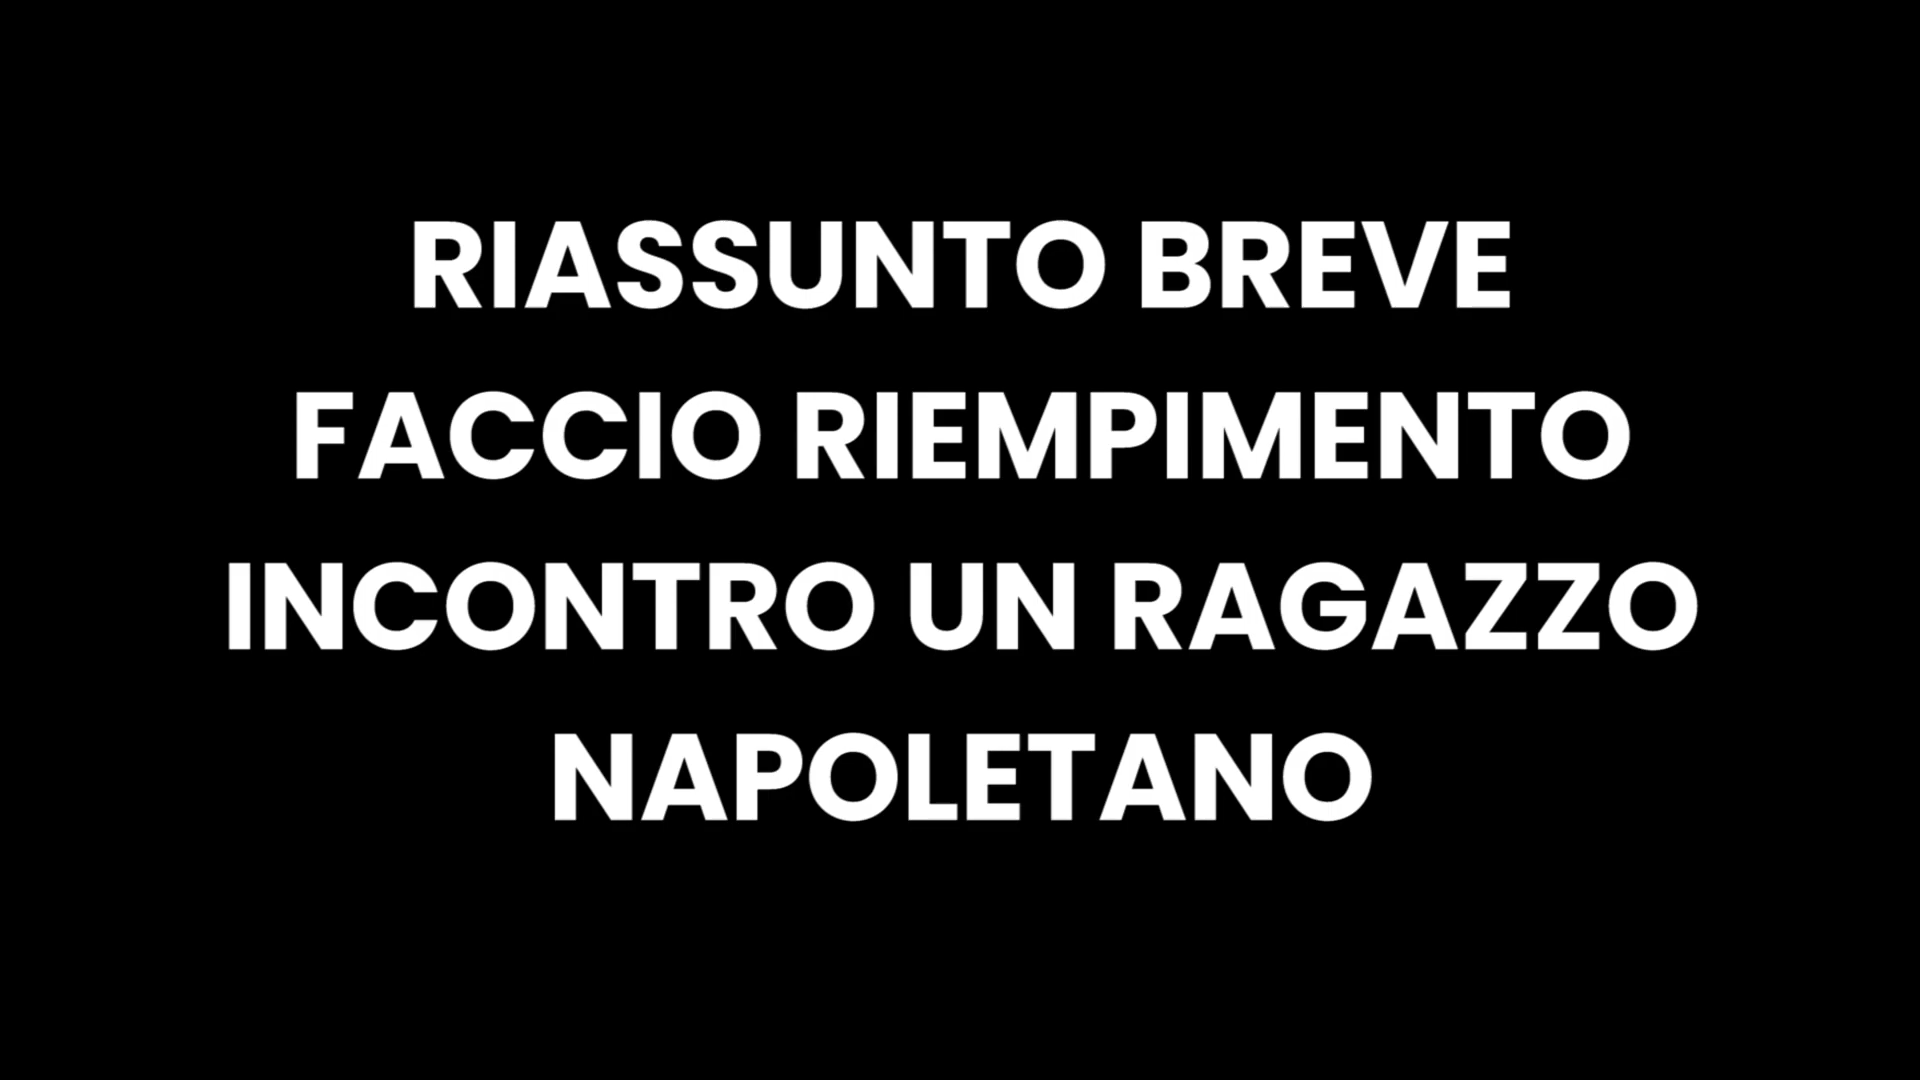 RIASSUNTO BREVE
FACCIO RIEMPIMENTO
INCONTRO UN RAGAZZO
NAPOLETANO